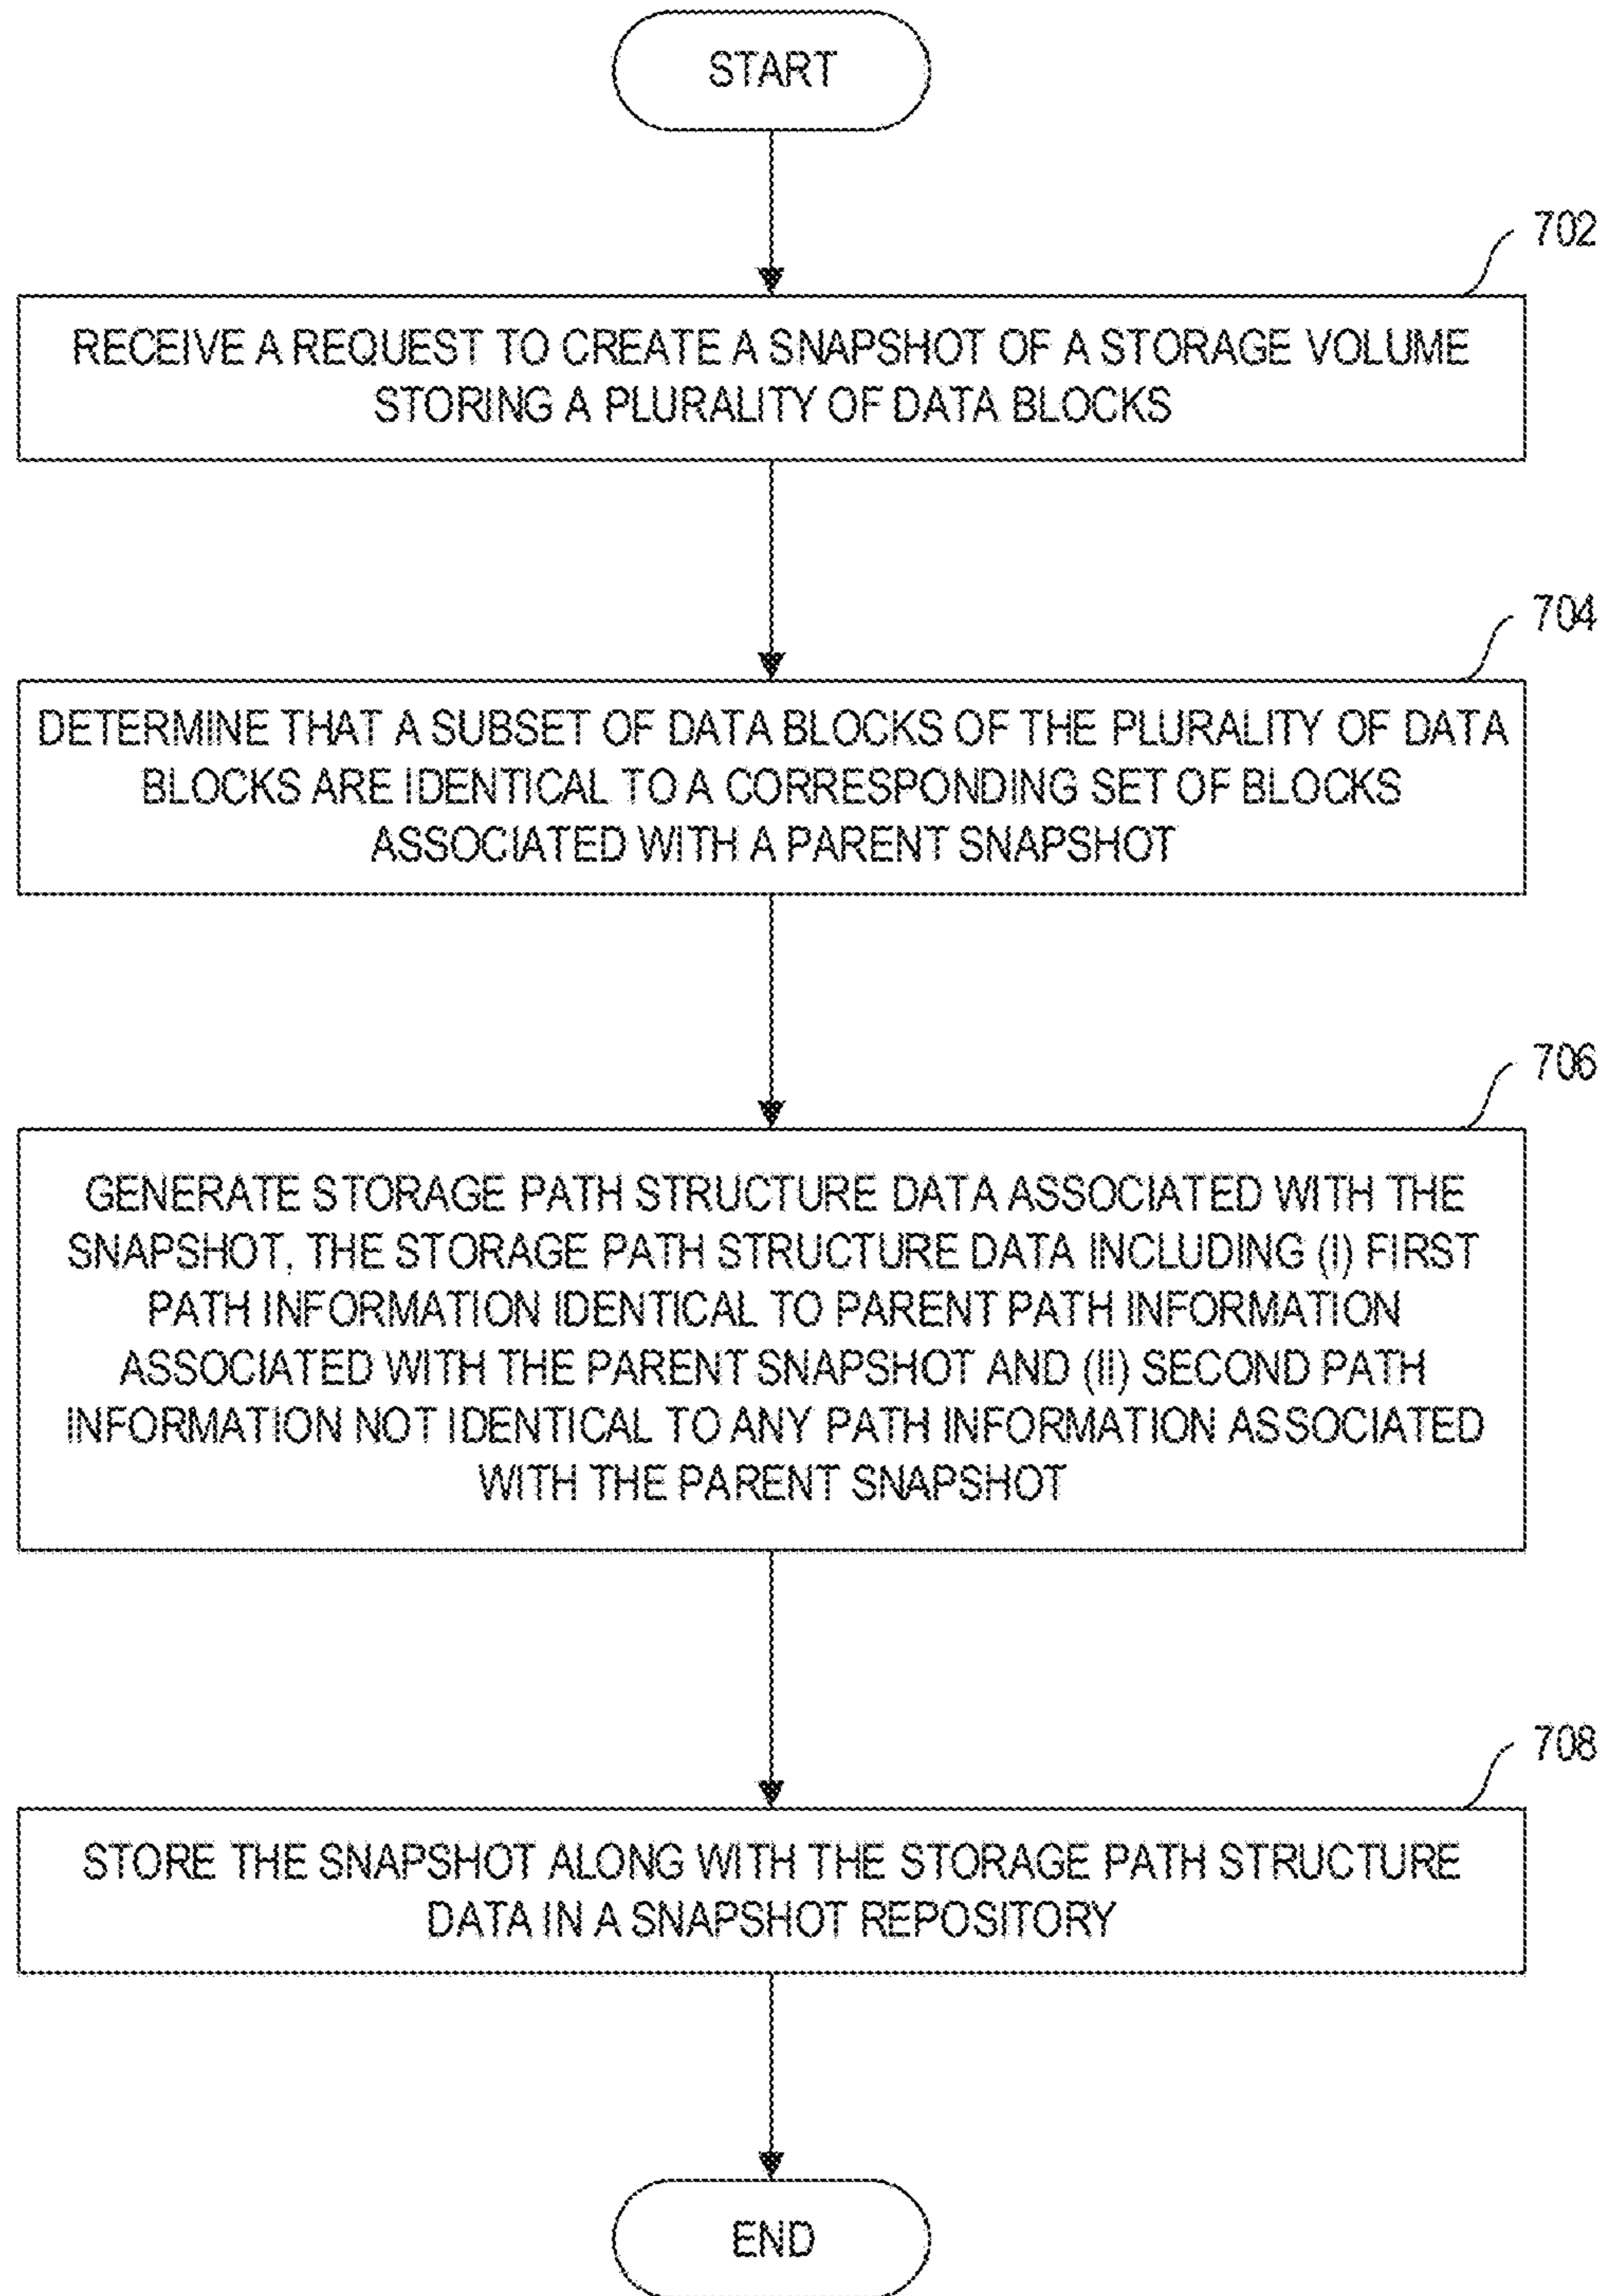 START
702
RECEIVE A REQUEST TO CREATE A SNAPSHOT OF A STORAGE VOLUME
STORING A PLURALITY OF DATA BLOCKS
704
DETERMINE THAT A SUBSET OF DATA BLOCKS OF THE PLURALITY OF DATA
BLOCKS ARE IDENTICAL TO A CORRESPONDING SET OF BLOCKS
ASSOCIATED WITH A PARENT SNAPSHOT
706
GENERATE STORAGE PATH STRUCTURE DATA ASSOCIATED WITH THE
SNAPSHOT, THE STORAGE PATH STRUCTURE DATA INCLUDING (I) FIRST
PATH INFORMATION IDENTICAL TO PARENT PATH INFORMATION
ASSOCIATED WITH THE PARENT SNAPSHOT AND (II) SECOND PATH
INFORMATION NOT IDENTICAL TO ANY PATH INFORMATION ASSOCIATED
WITH THE PARENT SNAPSHOT
708
STORE THE SNAPSHOT ALONG WITH THE STORAGE PATH STRUCTURE
DATA IN A SNAPSHOT REPOSITORY
END